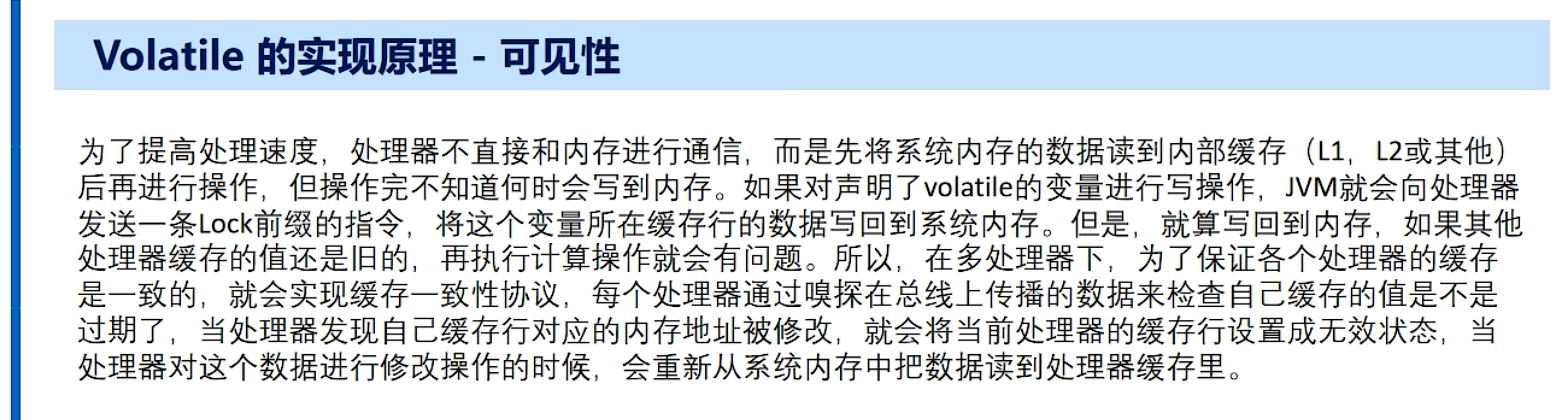 Volatile 的实现原理 - 可见性
为了提高处理速度，处理器不直接和内存进行通信，而是先将系统内存的数据读到内部缓存（L1，L2或其他）
后再进行操作，但操作完不知道何时会写到内存。如果对声明了volatile的变量进行写操作，JVM就会向处理器
发送一条Lock前缀的指令，将这个变量所在缓存行的数据写回到系统内存。但是，就算写回到内存，如果其他
处理器缓存的值还是旧的，再执行计算操作就会有问题。所以，在多处理器下，为了保证各个处理器的缓存
是一致的，就会实现缓存一致性协议，每个处理器通过嗅探在总线上传播的数据来检查自己缓存的值是不是
过期了，当处理器发现自己缓存行对应的内存地址被修改，就会将当前处理器的缓存行设置成无效状态，当
处理器对这个数据进行修改操作的时候，会重新从系统内存中把数据读到处理器缓存里。